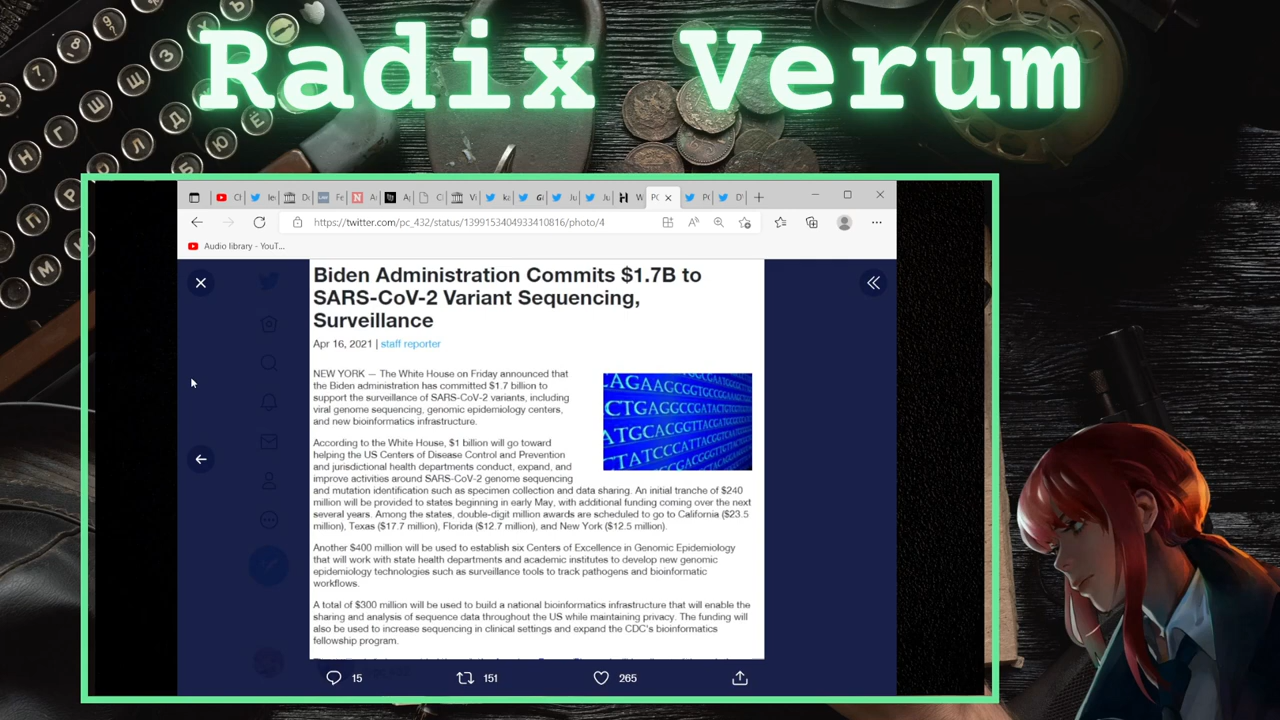 Radix Verum
https://twitter.com/pc_432/status/1399153404933410816/photo/4
Audio library - YouT...
Biden Administration Commits $1.7B to
SARS-CoV-2 Variant Sequencing,
Surveillance
Apr 16, 2021 | staff reporter
NEW YORK — The White House on Friday announced that
the Biden administration has committed $1.7 billion to
support the surveillance of SARS-CoV-2 variants, including
viral genome sequencing, genomic epidemiology centers,
and new bioinformatics infrastructure.
According to the White House, $1 billion will go toward
helping the US Centers of Disease Control and Prevention
and jurisdictional health departments conduct, expand, and
improve activities around SARS-CoV-2 genome sequencing
and mutation identification such as specimen collection and data sharing. An initial tranche of $240
million will be provided to states beginning in early May, with additional funding coming over the next
several years. Among the states, double-digit million awards are scheduled to go to California ($23.5
million), Texas ($17.7 million), Florida ($12.7 million), and New York ($12.5 million).
Another $400 million will be used to establish six Centers of Excellence in Genomic Epidemiology
that will work with state health departments and academic institutes to develop new genomic
epidemiology technologies such as surveillance tools to track pathogens and bioinformatic
workflows.
A total of $300 million will be used to build a national bioinformatics infrastructure that will enable the
sharing and analysis of sequence data throughout the US while maintaining privacy. The funding will
also be used to increase sequencing in clinical settings and expand the CDC's bioinformatics
fellowship program.
15 151 265